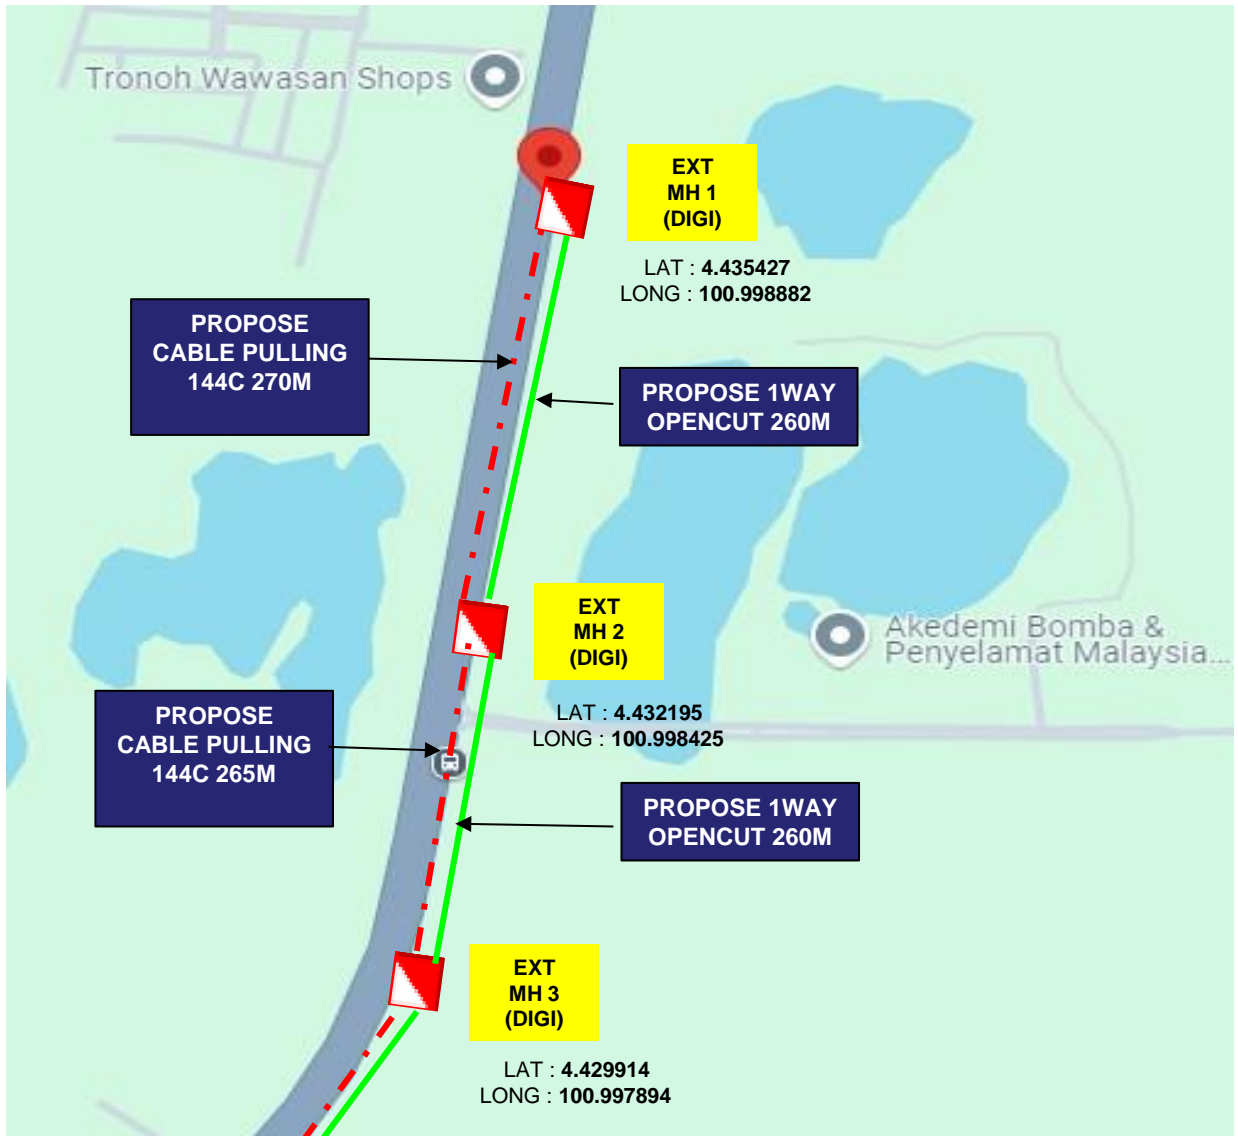 Tronoh Wawasan Shops
EXT
MH 1
(DIGI)
LAT : 4.435427
LONG : 100.998882
PROPOSE
CABLE PULLING
144C 270M
PROPOSE 1WAY
OPENCUT 260M
EXT
MH 2
(DIGI)
Akedemi Bomba &
Penyelamat Malaysia...
LAT : 4.432195
LONG : 100.998425
PROPOSE
CABLE PULLING
144C 265M
PROPOSE 1WAY
OPENCUT 260M
EXT
MH 3
(DIGI)
LAT : 4.429914
LONG : 100.997894